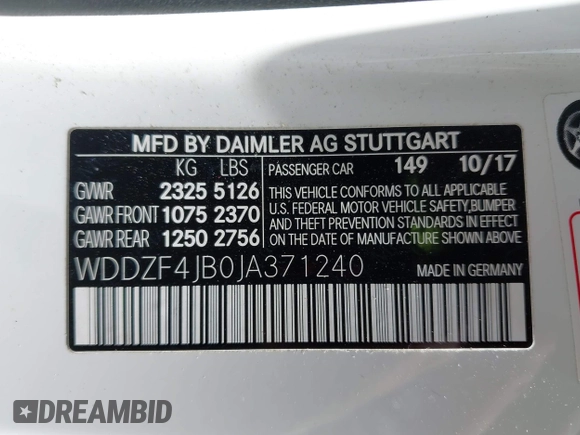 MFD BY DAIMLER AG STUTTGART
KG LBS PASSENGER CAR 149 10/17
GVWR 2325 5126 THIS VEHICLE CONFORMS TO ALL APPLICABLE
GAWR FRONT 1075 2370 U.S. FEDERAL MOTOR VEHICLE SAFETY,BUMPER
AND THEFT PREVENTION STANDARDS IN EFFECT
GAWR REAR 1250 2756 ON THE DATE OF MANUFACTURE SHOWN ABOVE.
WDDZF4JB0JA371240 MADE IN GERMANY
DREAMBID